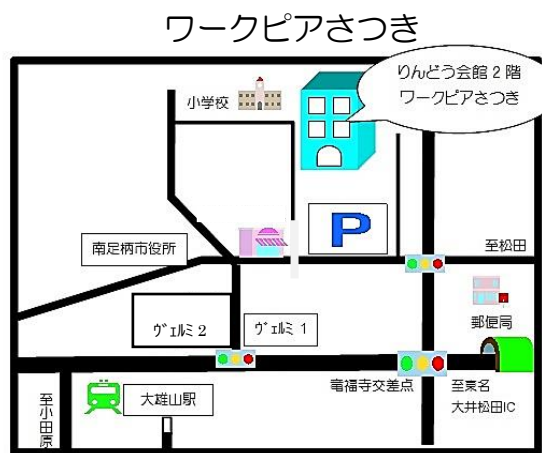 ワークピアさつき
りんどう会館2階
ワークピアさつき
小学校
P
南足柄市役所
至松田
ヴェルミ2
ヴェルミ1
郵便局
大雄山駅
竜福寺交差点
至東名
大井松田IC
至小田原